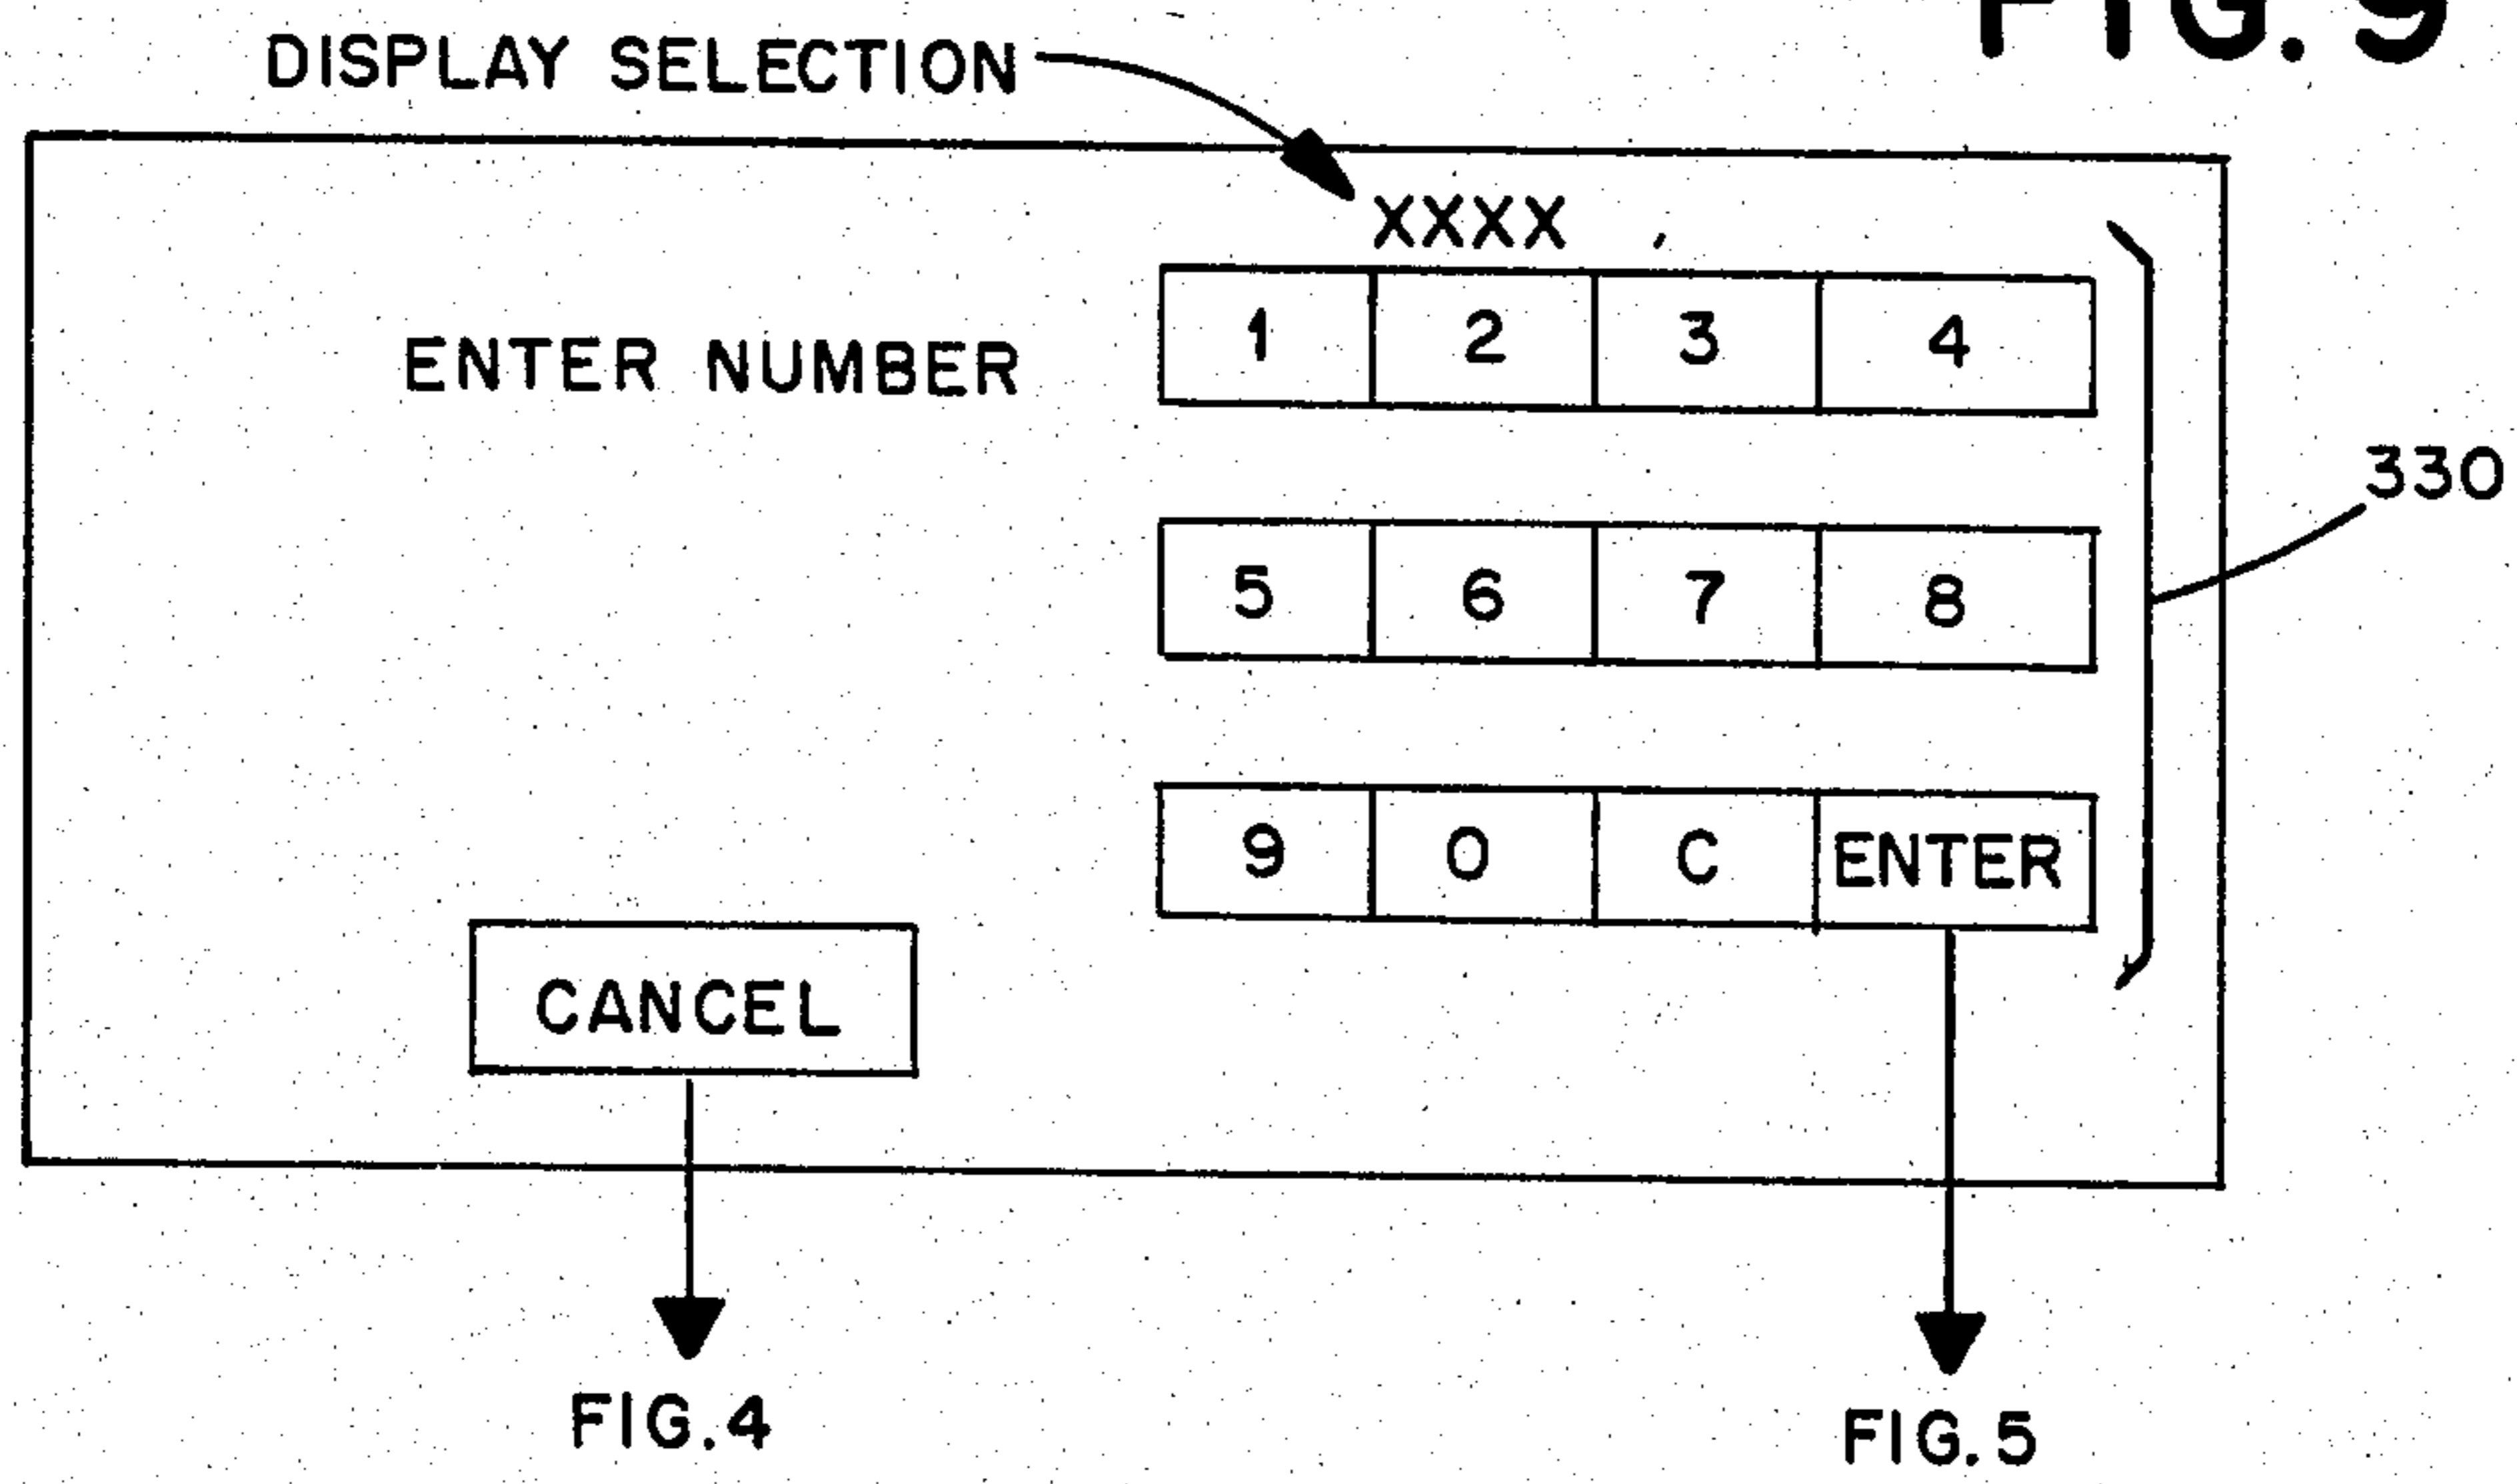 FIG. 9
DISPLAY SELECTION
XXXX
1 2 3 4
ENTER NUMBER
330
5 6 7 8
9 0 C ENTER
CANCEL
FIG.4
FIG.5